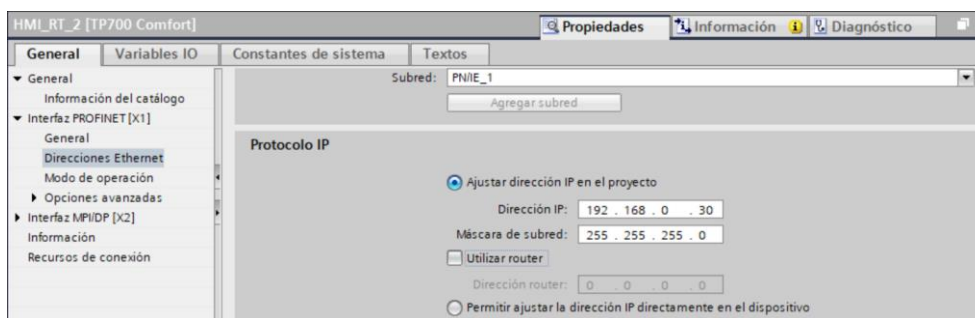 HMI_RT_2 [TP700 Comfort]
Propiedades
Información
Diagnóstico
General
Variables IO
Constantes de sistema
Textos
General
Información del catálogo
Interfaz PROFINET [X1]
General
Direcciones Ethernet
Modo de operación
Opciones avanzadas
Interfaz MPI/DP [X2]
Información
Recursos de conexión
Subred: PN/IE_1
Agregar subred
Protocolo IP
Ajustar dirección IP en el proyecto
Dirección IP: 192 . 168 . 0 . 30
Máscara de subred: 255 . 255 . 255 . 0
Utilizar router
Dirección router: 0 . 0 . 0 . 0
Permitir ajustar la dirección IP directamente en el dispositivo